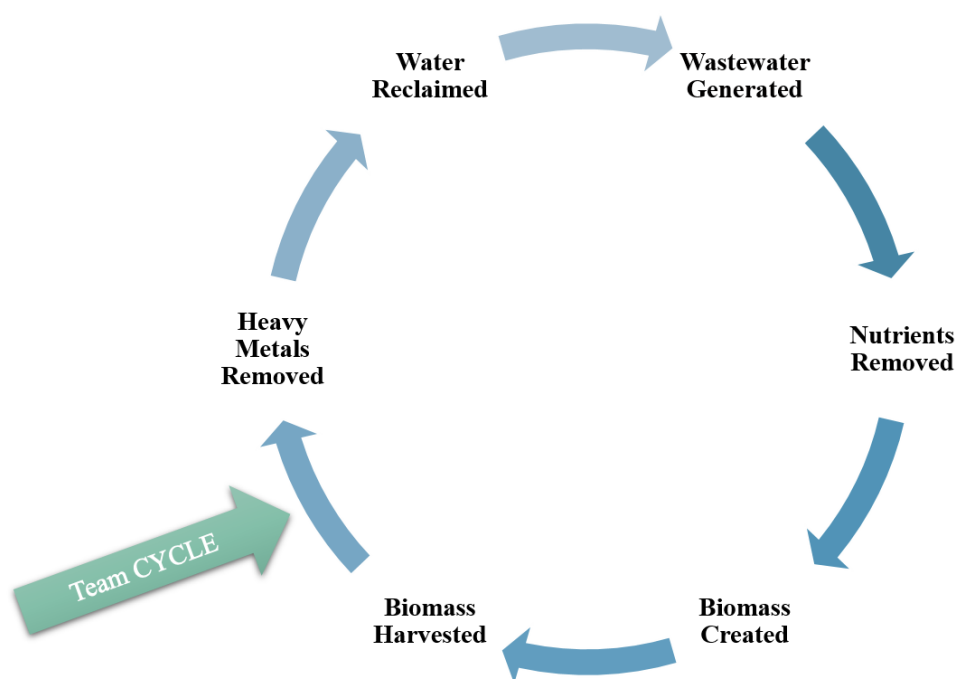 Water
Reclaimed
Wastewater
Generated
Nutrients
Removed
Biomass
Created
Biomass
Harvested
Heavy
Metals
Removed
Team CYCLE